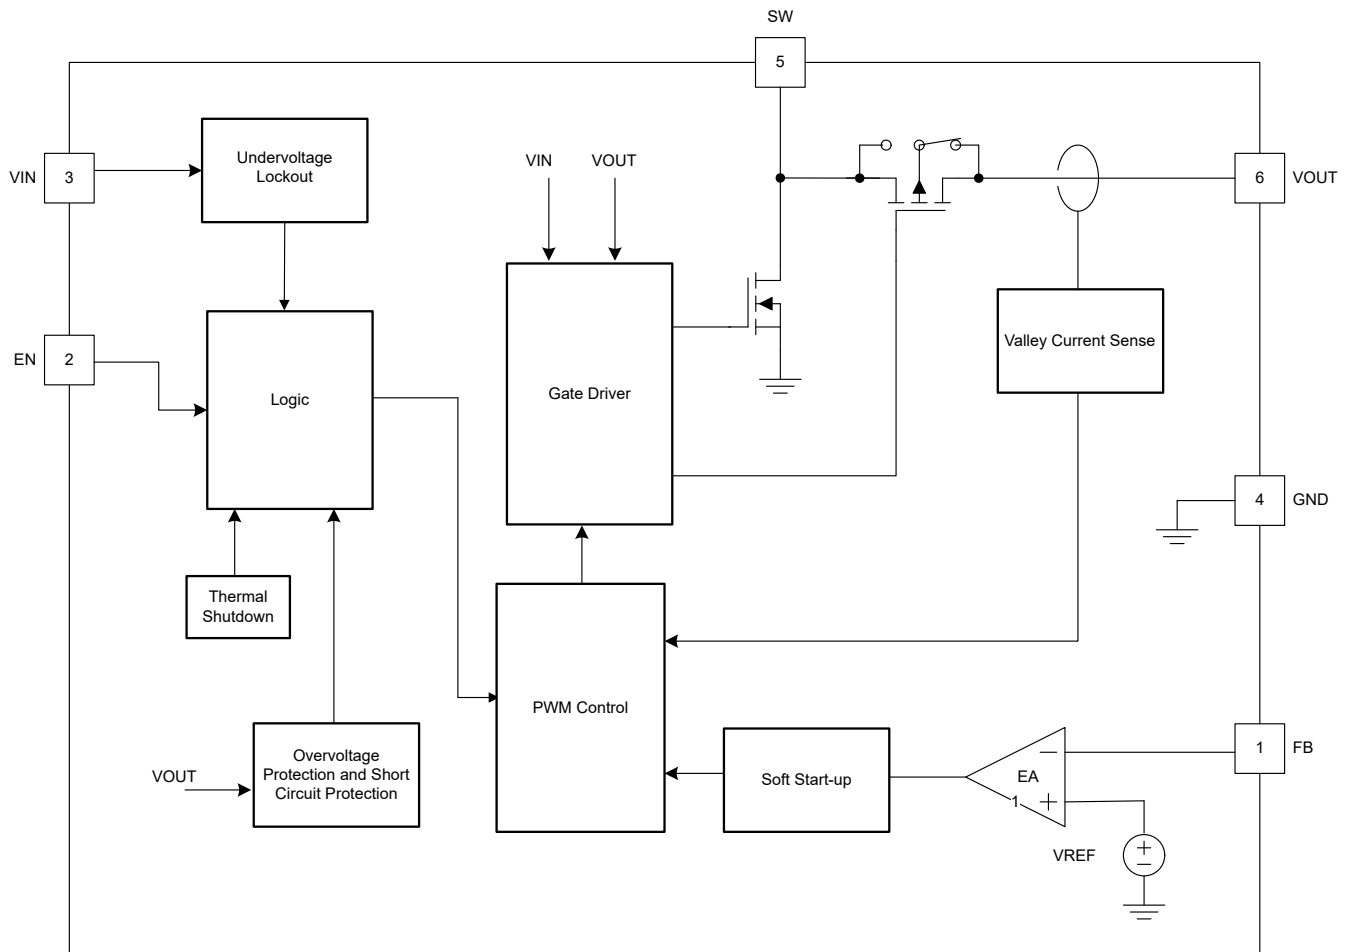 SW
5
VIN
3
Undervoltage
Lockout
VIN
VOUT
6
VOUT
EN
2
Logic
Gate Driver
Valley Current Sense
4
GND
Thermal
Shutdown
PWM Control
VOUT
Overvoltage
Protection and Short
Circuit Protection
Soft Start-up
EA
−
1
+
1
FB
VREF
+
−